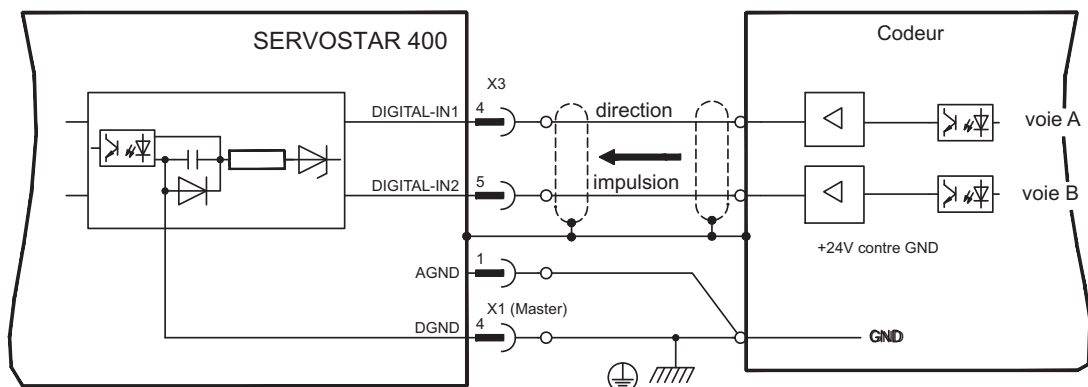 SERVOSTAR 400
Codeur
X3
DIGITAL-IN1
4
direction
voie A
impulsion
DIGITAL-IN2
5
voie B
+24V contre GND
AGND
1
X1 (Master)
DGND
4
GND